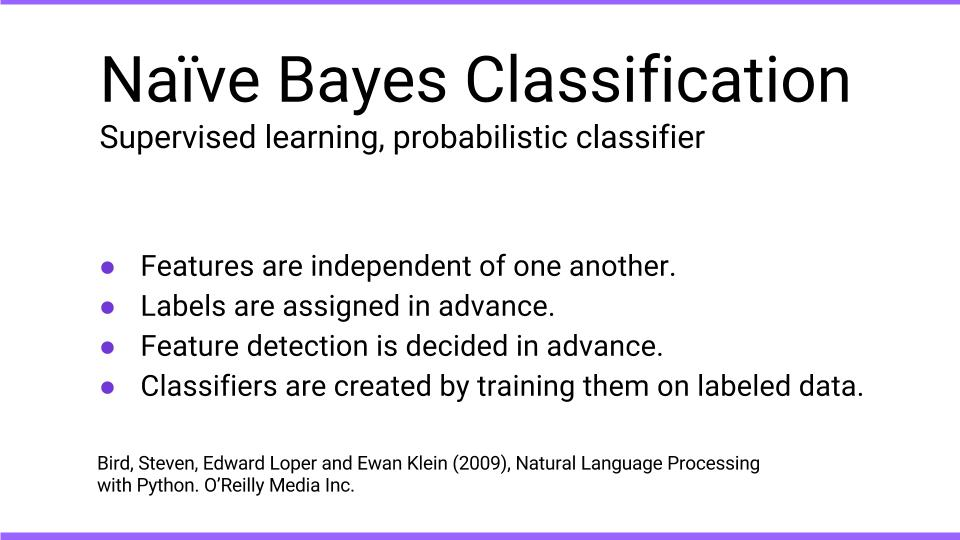 Naïve Bayes Classification
Supervised learning, probabilistic classifier
● Features are independent of one another.
● Labels are assigned in advance.
● Feature detection is decided in advance.
● Classifiers are created by training them on labeled data.
Bird, Steven, Edward Loper and Ewan Klein (2009), Natural Language Processing
with Python. O’Reilly Media Inc.